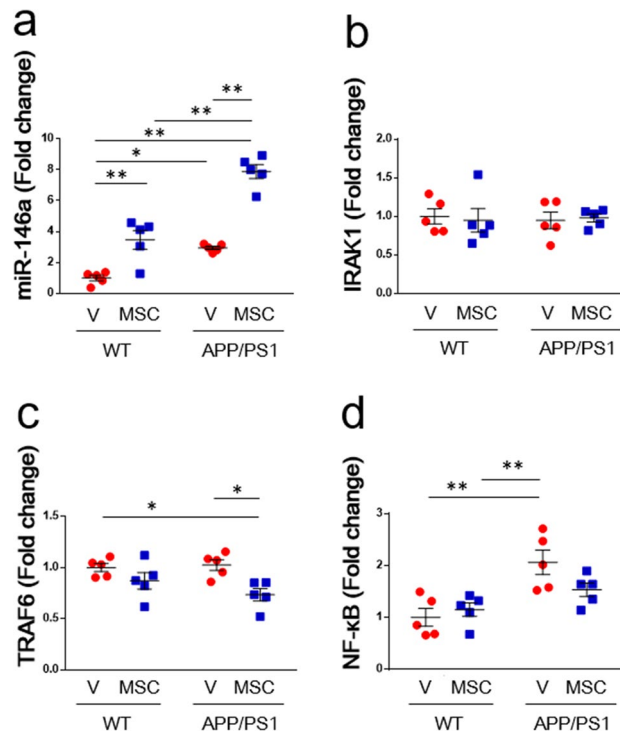 a
miR-146a (Fold change)
10
8
6
4
2
0
**
**
**
*
**
V MSC V MSC
WT APP/PS1
b
IRAK1 (Fold change)
2.0
1.5
1.0
0.5
0.0
V MSC V MSC
WT APP/PS1
c
TRAF6 (Fold change)
1.5
1.0
0.5
0.0
*
*
V MSC V MSC
WT APP/PS1
d
NF-κB (Fold change)
3
2
1
0
**
**
V MSC V MSC
WT APP/PS1